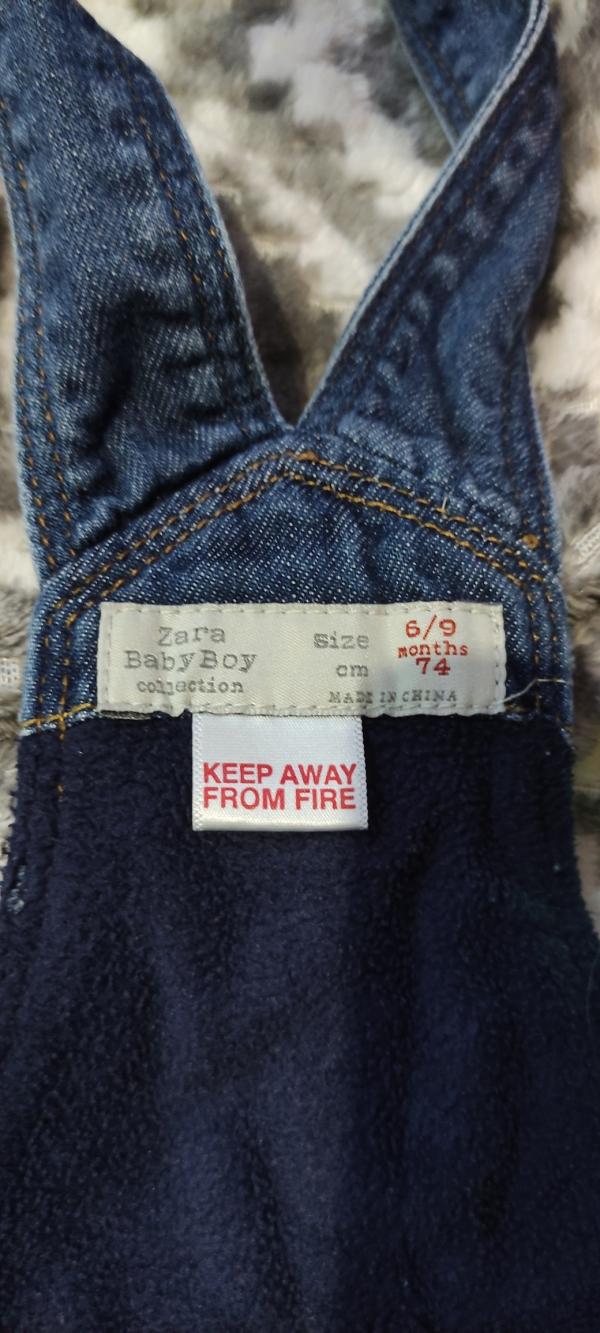 Zara
BabyBoy
collection
Size
cm
6/9
months
74
MADE IN CHINA
KEEP AWAY
FROM FIRE